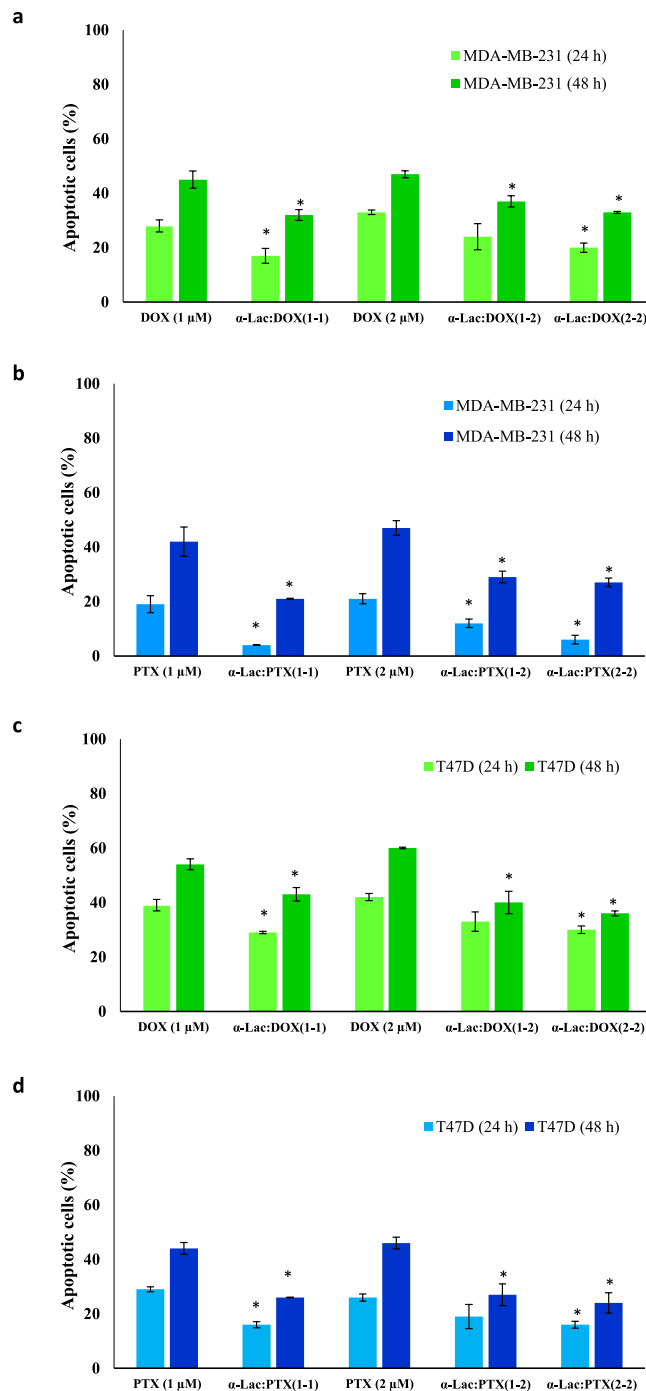 a
100
80
60
40
20
0
Apoptotic cells (%)
MDA-MB-231 (24 h)
MDA-MB-231 (48 h)
* * * * *
DOX (1 µM) α-Lac:DOX(1-1) DOX (2 µM) α-Lac:DOX(1-2) α-Lac:DOX(2-2)
b
100
80
60
40
20
0
Apoptotic cells (%)
MDA-MB-231 (24 h)
MDA-MB-231 (48 h)
* * * * * *
PTX (1 µM) α-Lac:PTX(1-1) PTX (2 µM) α-Lac:PTX(1-2) α-Lac:PTX(2-2)
c
100
80
60
40
20
0
Apoptotic cells (%)
T47D (24 h) T47D (48 h)
* * * * *
DOX (1 µM) α-Lac:DOX(1-1) DOX (2 µM) α-Lac:DOX(1-2) α-Lac:DOX(2-2)
d
100
80
60
40
20
0
Apoptotic cells (%)
T47D (24 h) T47D (48 h)
* * * * *
PTX (1 µM) α-Lac:PTX(1-1) PTX (2 µM) α-Lac:PTX(1-2) α-Lac:PTX(2-2)